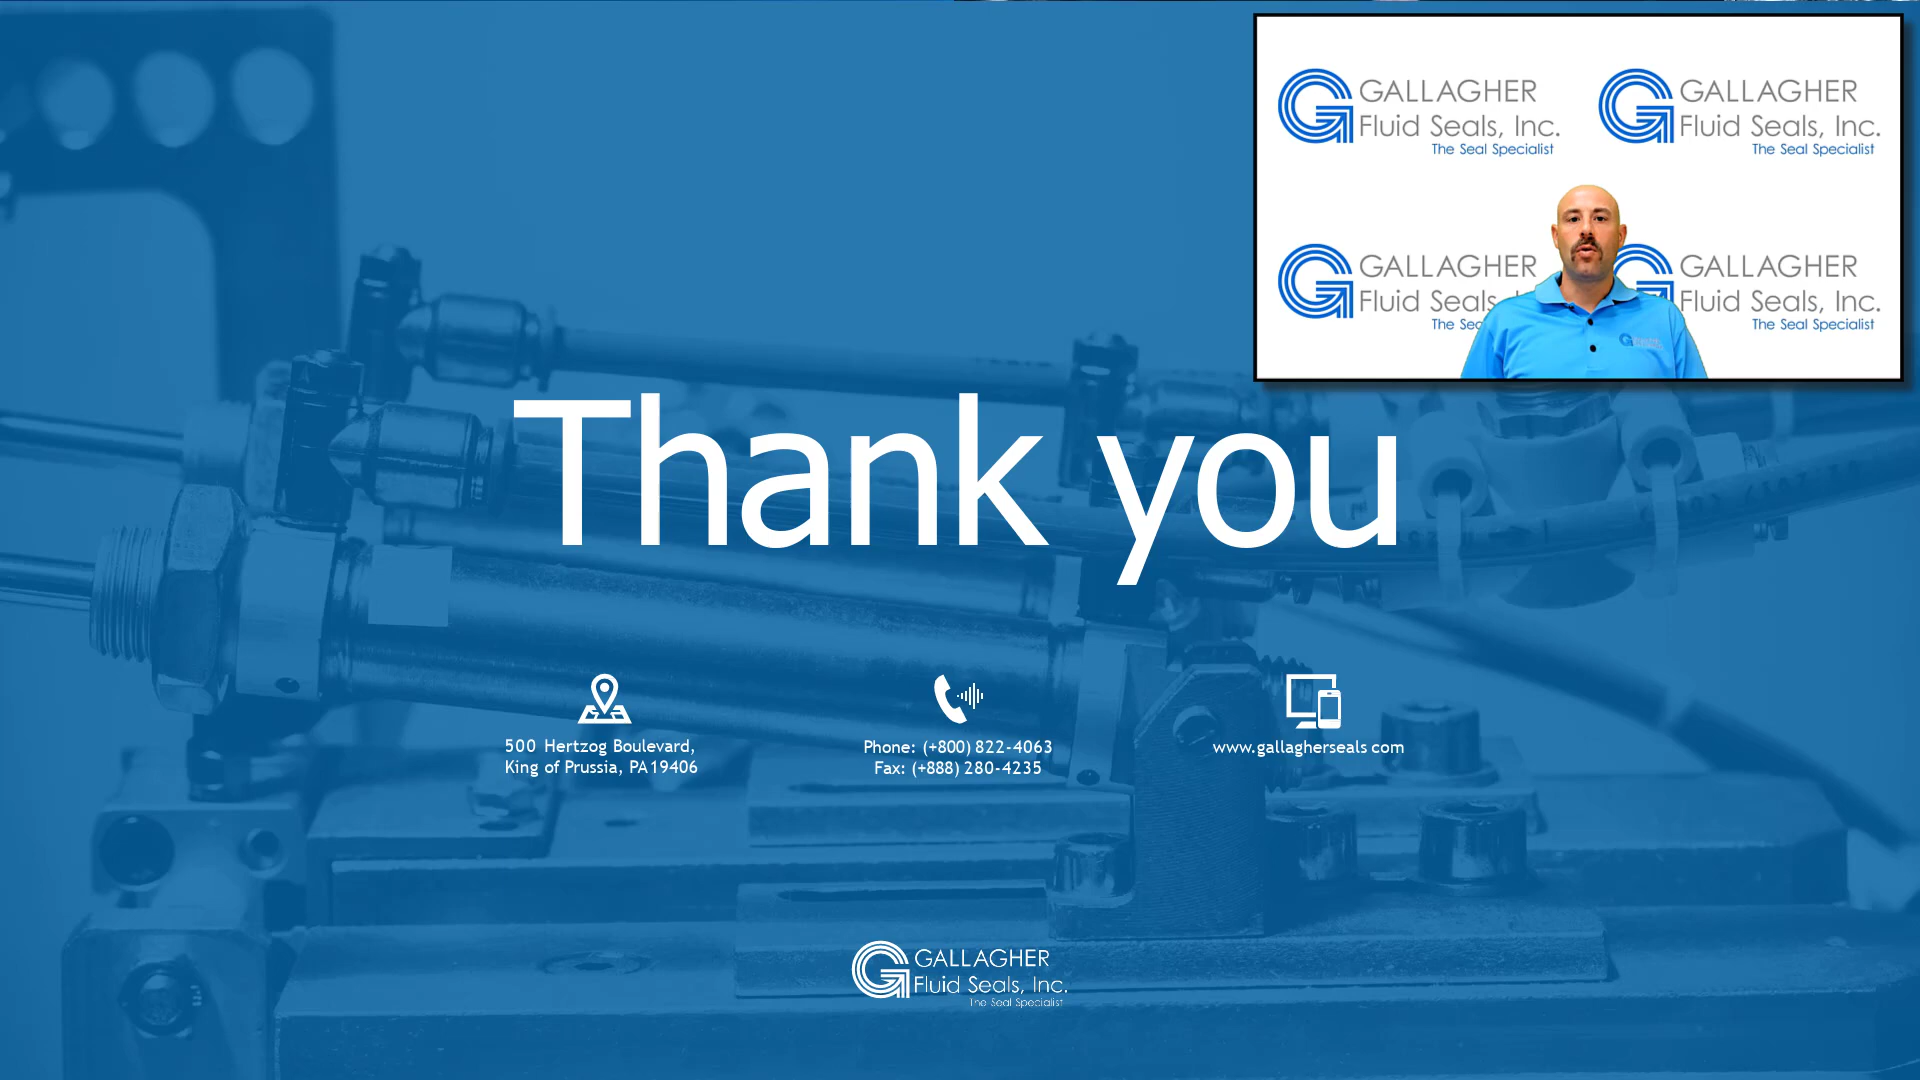 GALLAGHER
Fluid Seals, Inc.
The Seal Specialist
GALLAGHER
Fluid Seals, Inc.
The Seal Specialist
GALLAGHER
Fluid Seals,
The
GALLAGHER
Fluid Seals, Inc.
The Seal Specialist
Thank you
500 Hertzog Boulevard,
King of Prussia, PA19406
Phone: (+800) 822-4063
Fax: (+888) 280-4235
www.gallagherseals com
GALLAGHER
Fluid Seals, Inc.
The Seal Specialist